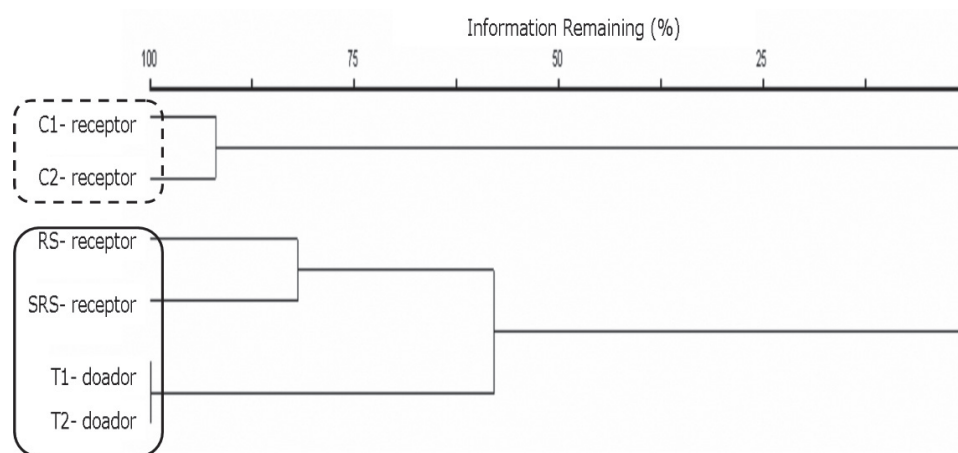 Information Remaining (%)
100 75 50 25
C1- receptor
C2- receptor
RS- receptor
SRS- receptor
T1- doador
T2- doador